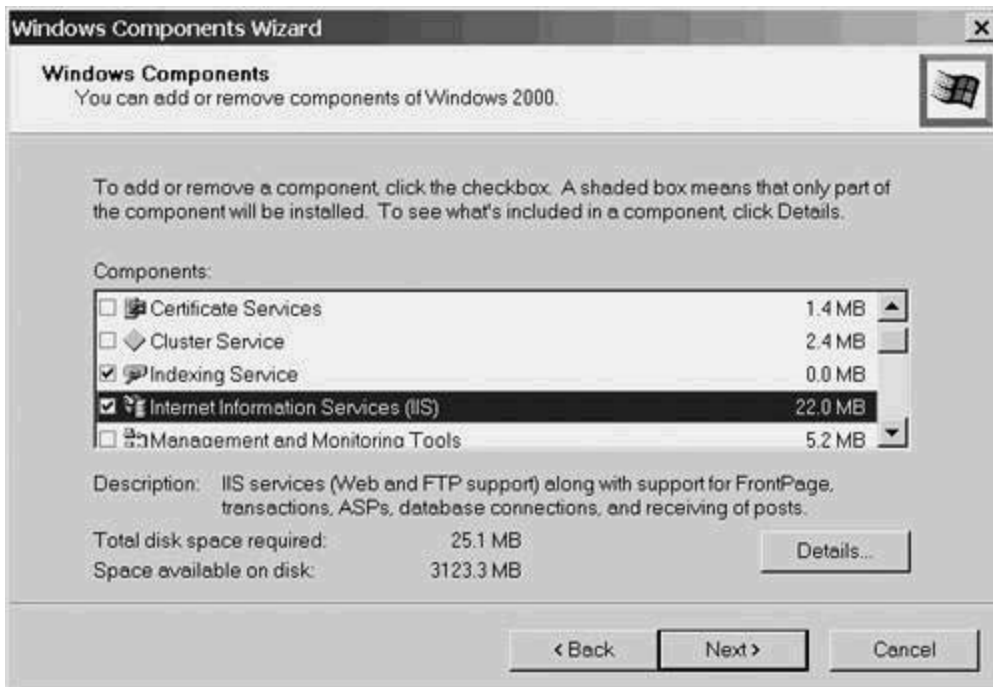 Windows Components Wizard
Windows Components
You can add or remove components of Windows 2000.
To add or remove a component, click the checkbox. A shaded box means that only part of
the component will be installed. To see what's included in a component, click Details.
Components:
Certificate Services 1.4 MB
Cluster Service 2.4 MB
Indexing Service 0.0 MB
Internet Information Services (IIS) 22.0 MB
Management and Monitoring Tools 5.2 MB
Description: IIS services (Web and FTP support) along with support for FrontPage,
transactions, ASPs, database connections, and receiving of posts.
Total disk space required: 25.1 MB
Space available on disk: 3123.3 MB
Details...
< Back Next > Cancel